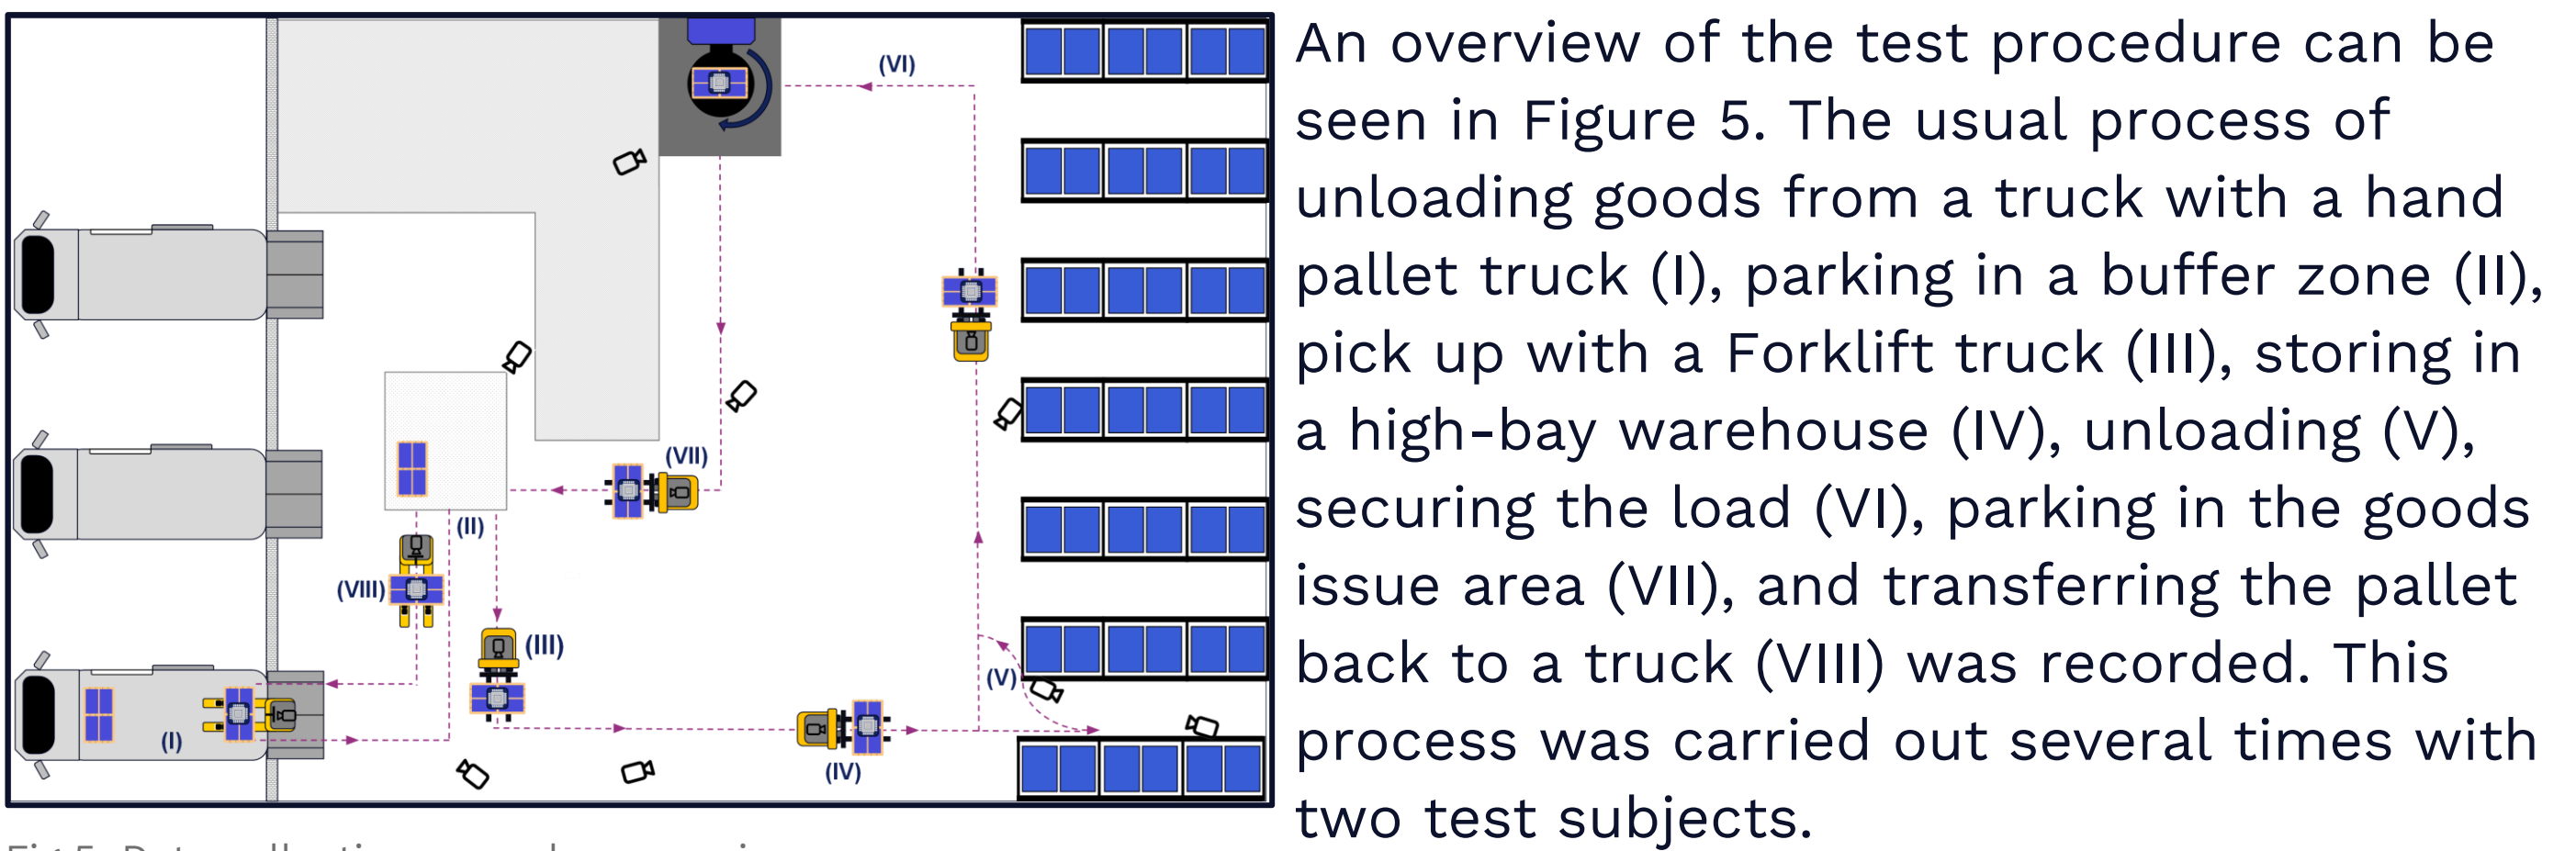 (VI)
(VII)
(II)
(VIII)
(III)
(V)
(I)
(IV)
An overview of the test procedure can be
seen in Figure 5. The usual process of
unloading goods from a truck with a hand
pallet truck (I), parking in a buffer zone (II),
pick up with a Forklift truck (III), storing in
a high-bay warehouse (IV), unloading (V),
securing the load (VI), parking in the goods
issue area (VII), and transferring the pallet
back to a truck (VIII) was recorded. This
process was carried out several times with
two test subjects.